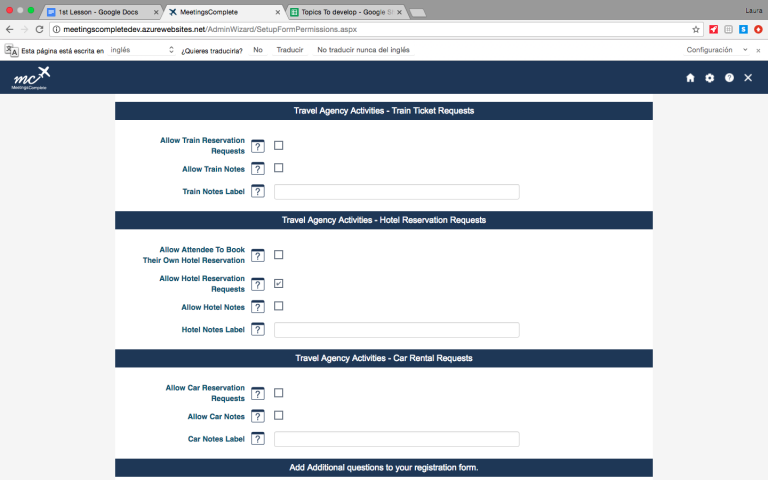 1st Lesson - Google Docs
MeetingsComplete
Topics To develop - Google
Laura
meetingscompletedev.azurewebsites.net/AdminWizard/SetupFormPermissions.aspx
Esta página está escrita en inglés ¿Quieres traducirla? No Traducir No traducir nunca del inglés Configuración
mc
MeetingsComplete
Travel Agency Activities - Train Ticket Requests
Allow Train Reservation
Requests
Allow Train Notes
Train Notes Label
Travel Agency Activities - Hotel Reservation Requests
Allow Attendee To Book
Their Own Hotel Reservation
Allow Hotel Reservation
Requests
Allow Hotel Notes
Hotel Notes Label
Travel Agency Activities - Car Rental Requests
Allow Car Reservation
Requests
Allow Car Notes
Car Notes Label
Add Additional questions to your registration form.